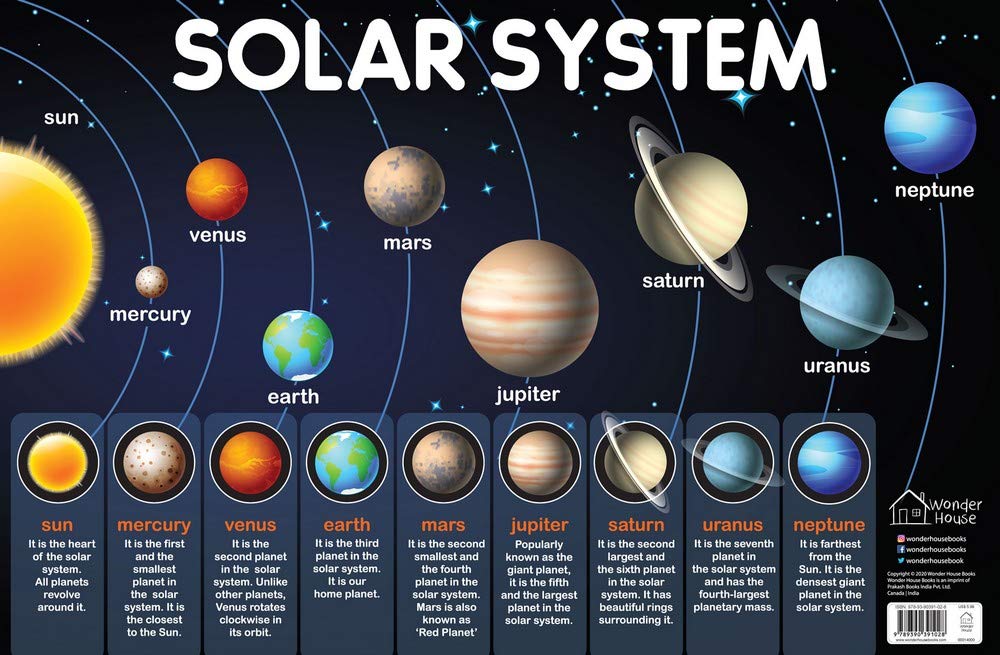 SOLAR SYSTEM
sun
neptune
venus
mars
saturn
mercury
uranus
earth
jupiter
sun
It is the heart
of the solar
system.
All planets
revolve
around it.
mercury
It is the first
and the
smallest
planet in
the solar
system. It is
the closest
to the Sun.
venus
It is the
second planet
in the solar
system. Unlike
other planets,
Venus rotates
clockwise in
its orbit.
earth
It is the third
planet in the
solar system.
It is our
home planet.
mars
It is the second
smallest and
the fourth
planet in the
solar system.
Mars is also
known as
‘Red Planet’
jupiter
Popularly
known as the
giant planet,
it is the fifth
and the largest
planet in the
solar system.
saturn
It is the second
largest and
the sixth planet
in the solar
system. It has
beautiful rings
surrounding it.
uranus
It is the seventh
planet in
the solar system
and has the
fourth-largest
planetary mass.
neptune
It is farthest
from the
Sun. It is the
densest giant
planet in the
solar system.
Wonder
House
wonderhousebooks
wonderhousebooks
wonderhousebook
Copyright © 2020 Wonder House Books
Wonder House Books is an imprint of
Prakash Books India Pvt. Ltd.
Canada | India
ISBN: 978-93-90391-02-8
9 789390 391028
www.wonderhousebooks.com